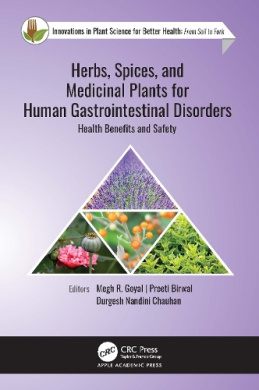 Innovations in Plant Science for Better Health: From Soil to Fork
Herbs, Spices, and
Medicinal Plants for
Human Gastrointestinal Disorders
Health Benefits and Safety
Editors Megh R. Goyal | Preeti Birwal
Durgesh Nandini Chauhan
CRC
CRC Press
Taylor & Francis Group
APPLE ACADEMIC PRESS